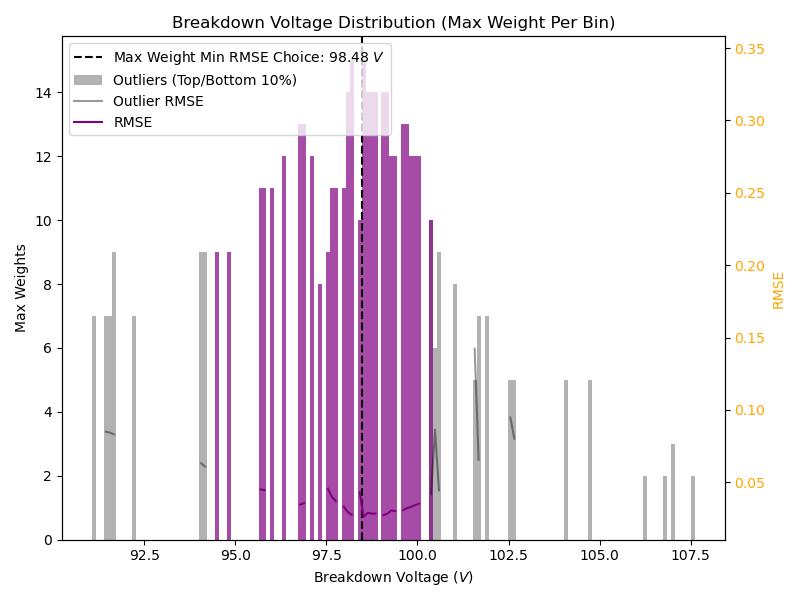 Breakdown Voltage Distribution (Max Weight Per Bin)
Max Weight Min RMSE Choice: 98.48 V
Outliers (Top/Bottom 10%)
Outlier RMSE
RMSE
Max Weights
14
12
10
8
6
4
2
0
0.35
0.30
0.25
0.20
0.15
0.10
0.05
RMSE
92.5 95.0 97.5 100.0 102.5 105.0 107.5
Breakdown Voltage (V)